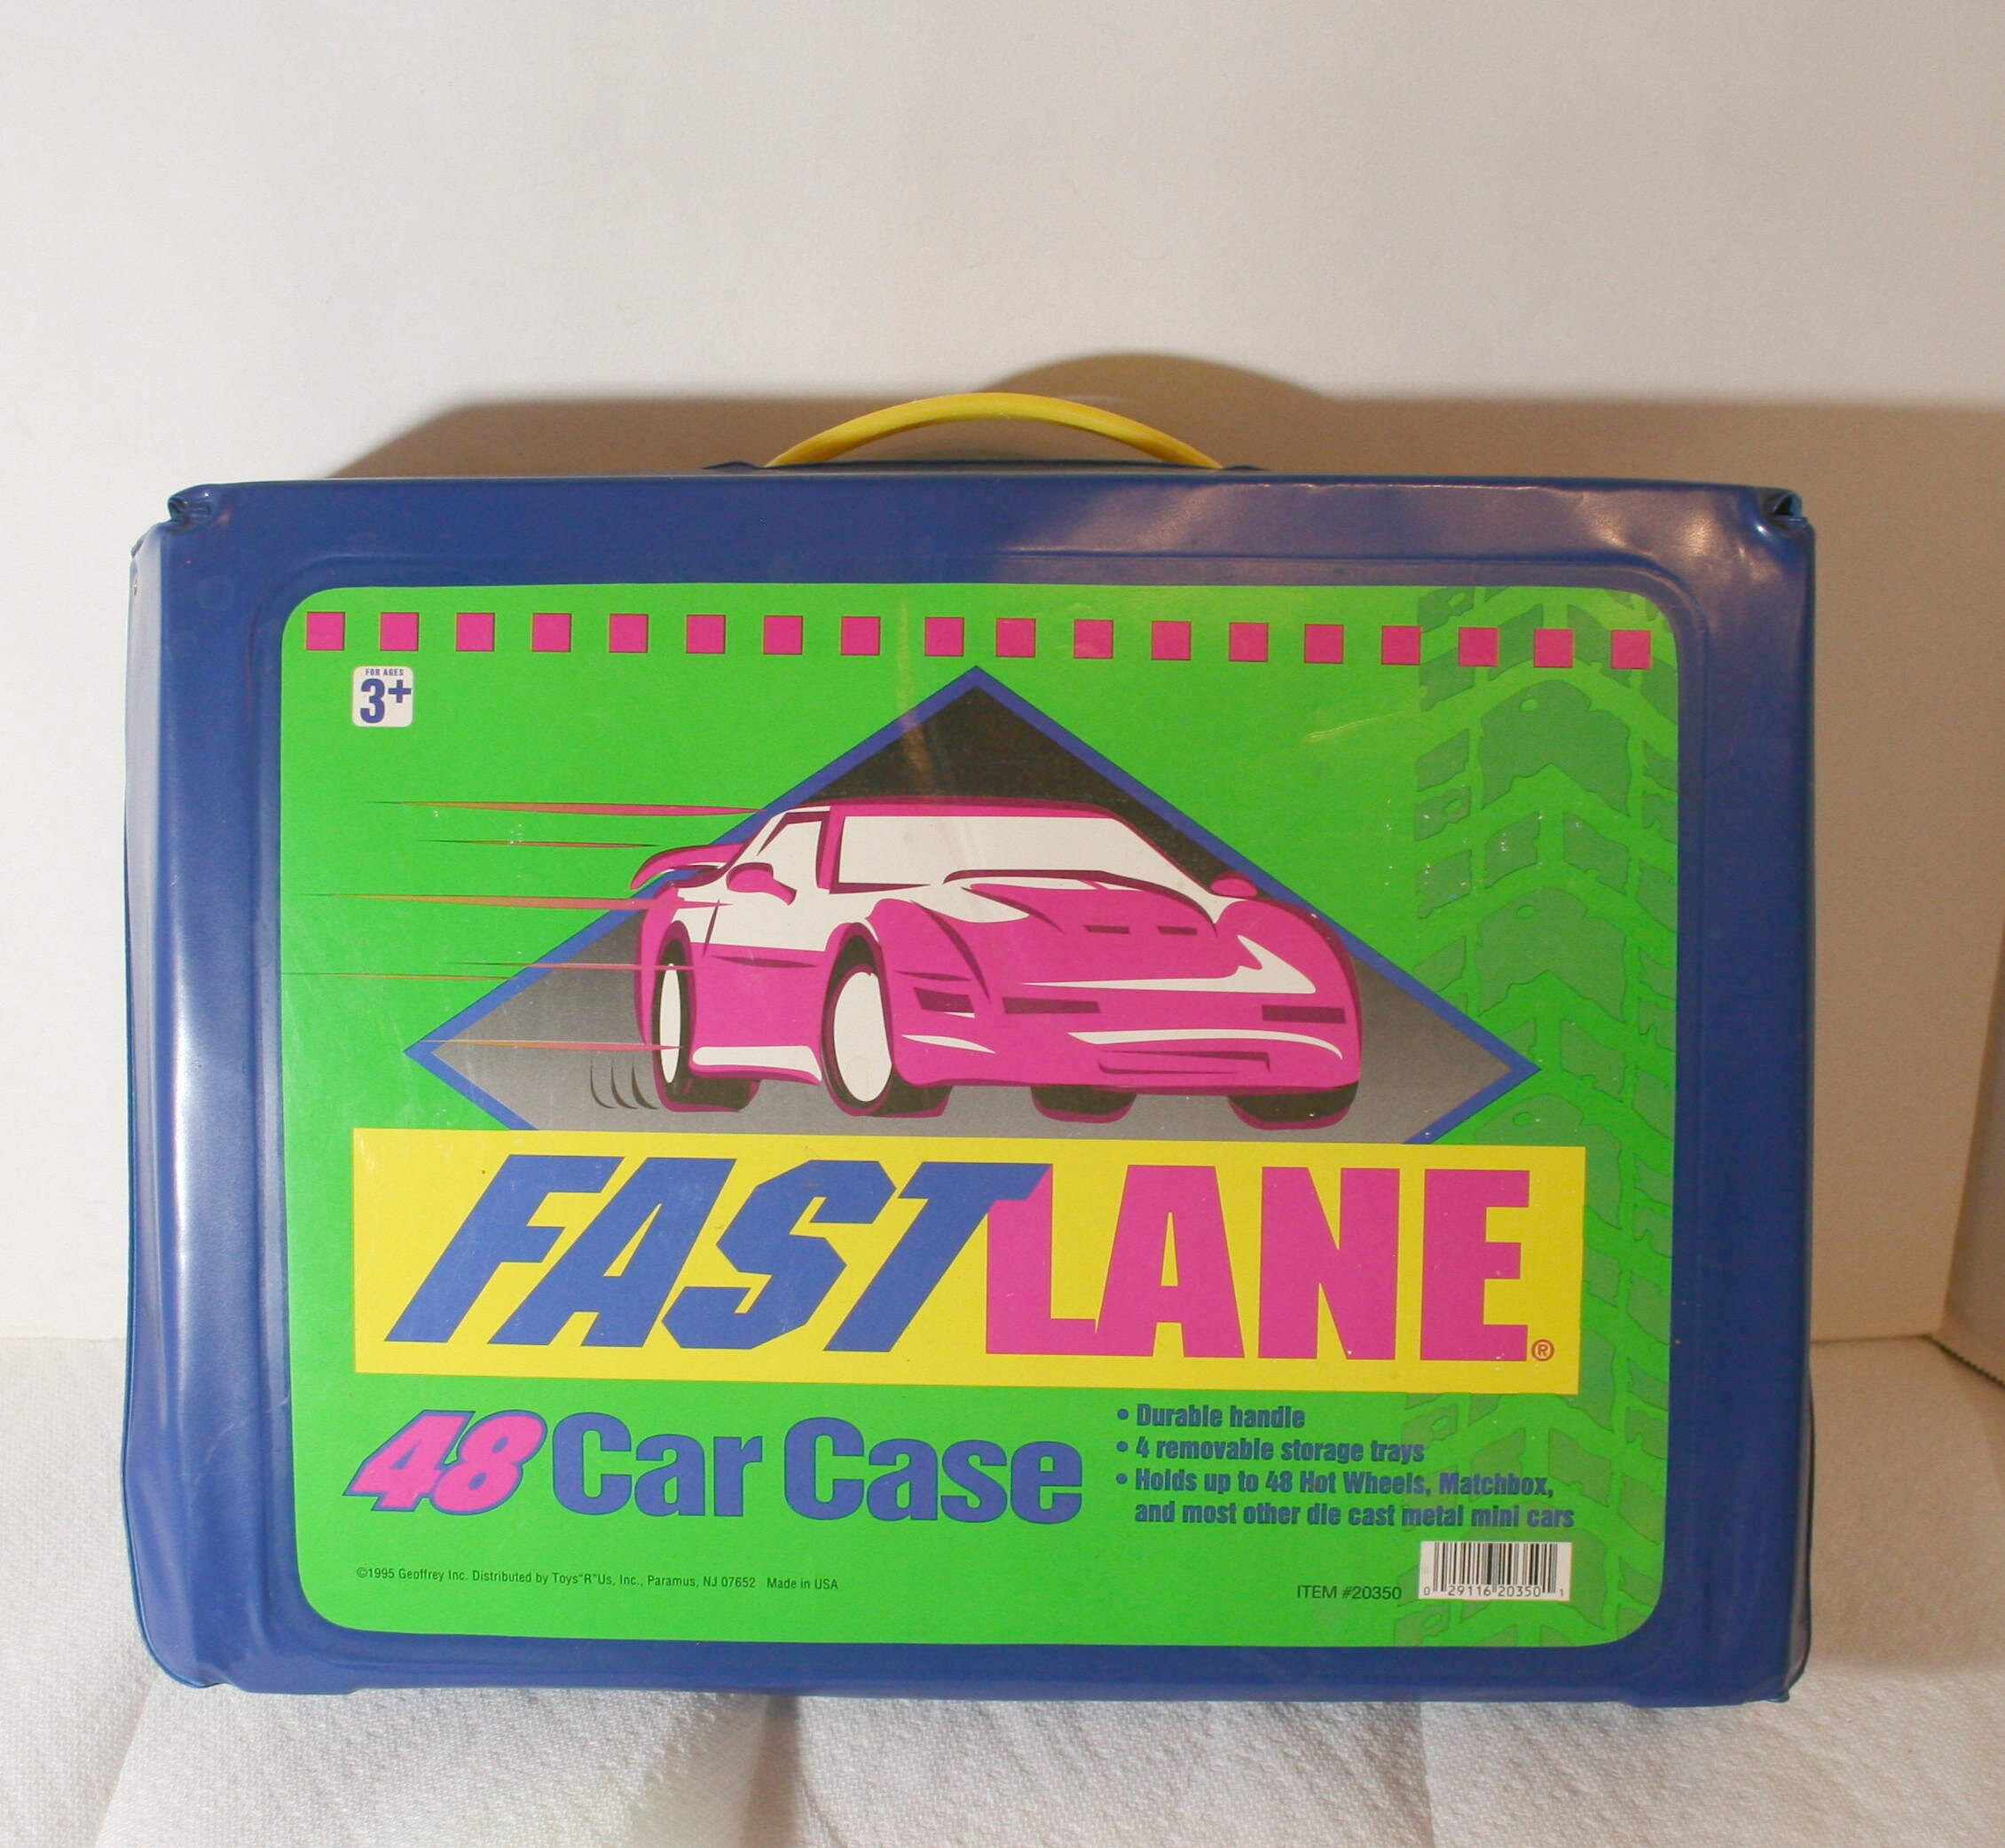 FOR AGES
3+
FASTLANE®
48 Car Case
• Durable handle
• 4 removable storage trays
• Holds up to 48 Hot Wheels, Matchbox,
and most other die cast metal mini cars
©1995 Geoffrey Inc. Distributed by Toys"R"Us, Inc., Paramus, NJ 07652 Made in USA
ITEM #20350
0 29116 20350 1